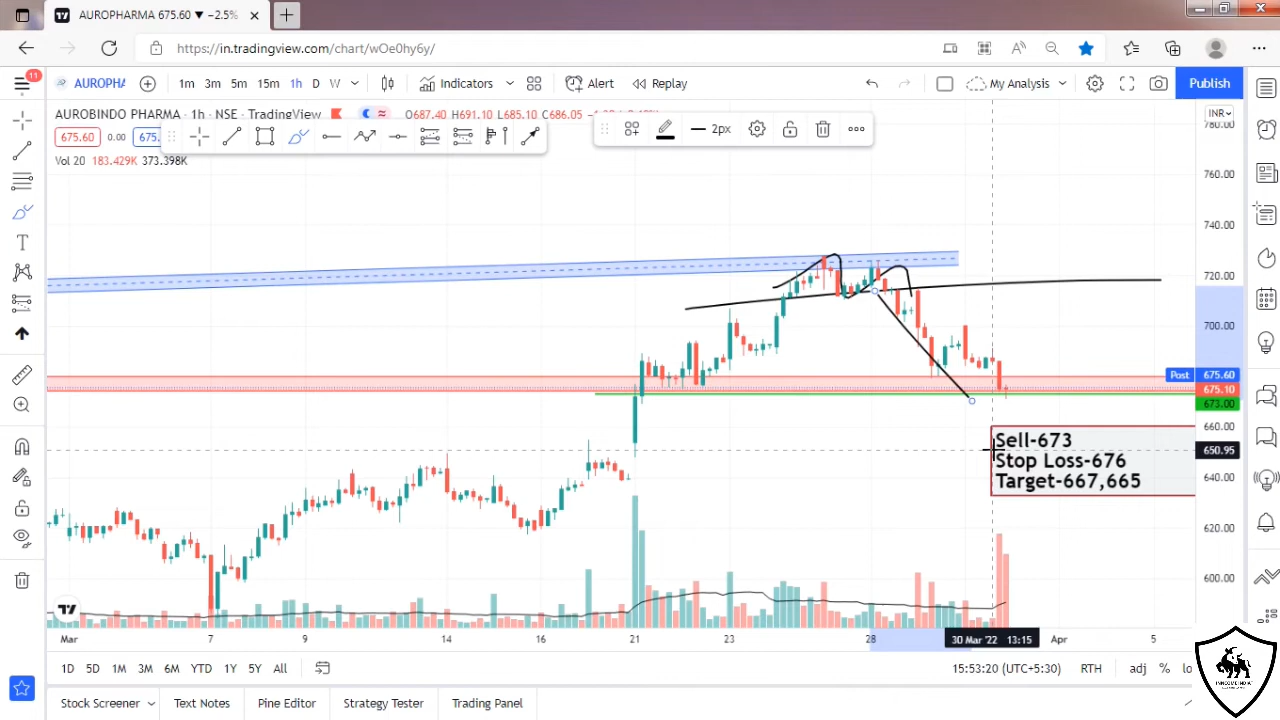 AUROPHARMA 675.60 ▼ −2.5%
https://in.tradingview.com/chart/wOe0hy6y/
11
AUROPHA
1m 3m 5m 15m 1h D W
Indicators
Alert
Replay
My Analysis
Publish
AUROBINDO PHARMA · 1h · NSE · TradingView
O687.40 H691.10 L685.10 C686.05
INR
675.60 0.00 675.
2px
Vol 20 183.429K 373.398K
780.00
760.00
740.00
720.00
700.00
Post 675.60
675.10
673.00
660.00
650.95
640.00
620.00
600.00
Sell-673
Stop Loss-676
Target-667,665
Mar 7 9 14 16 21 23 28 30 Mar '22 13:15 Apr 5
1D 5D 1M 3M 6M YTD 1Y 5Y All
15:53:20 (UTC+5:30) RTH adj % lo
Stock Screener Text Notes Pine Editor Strategy Tester Trading Panel